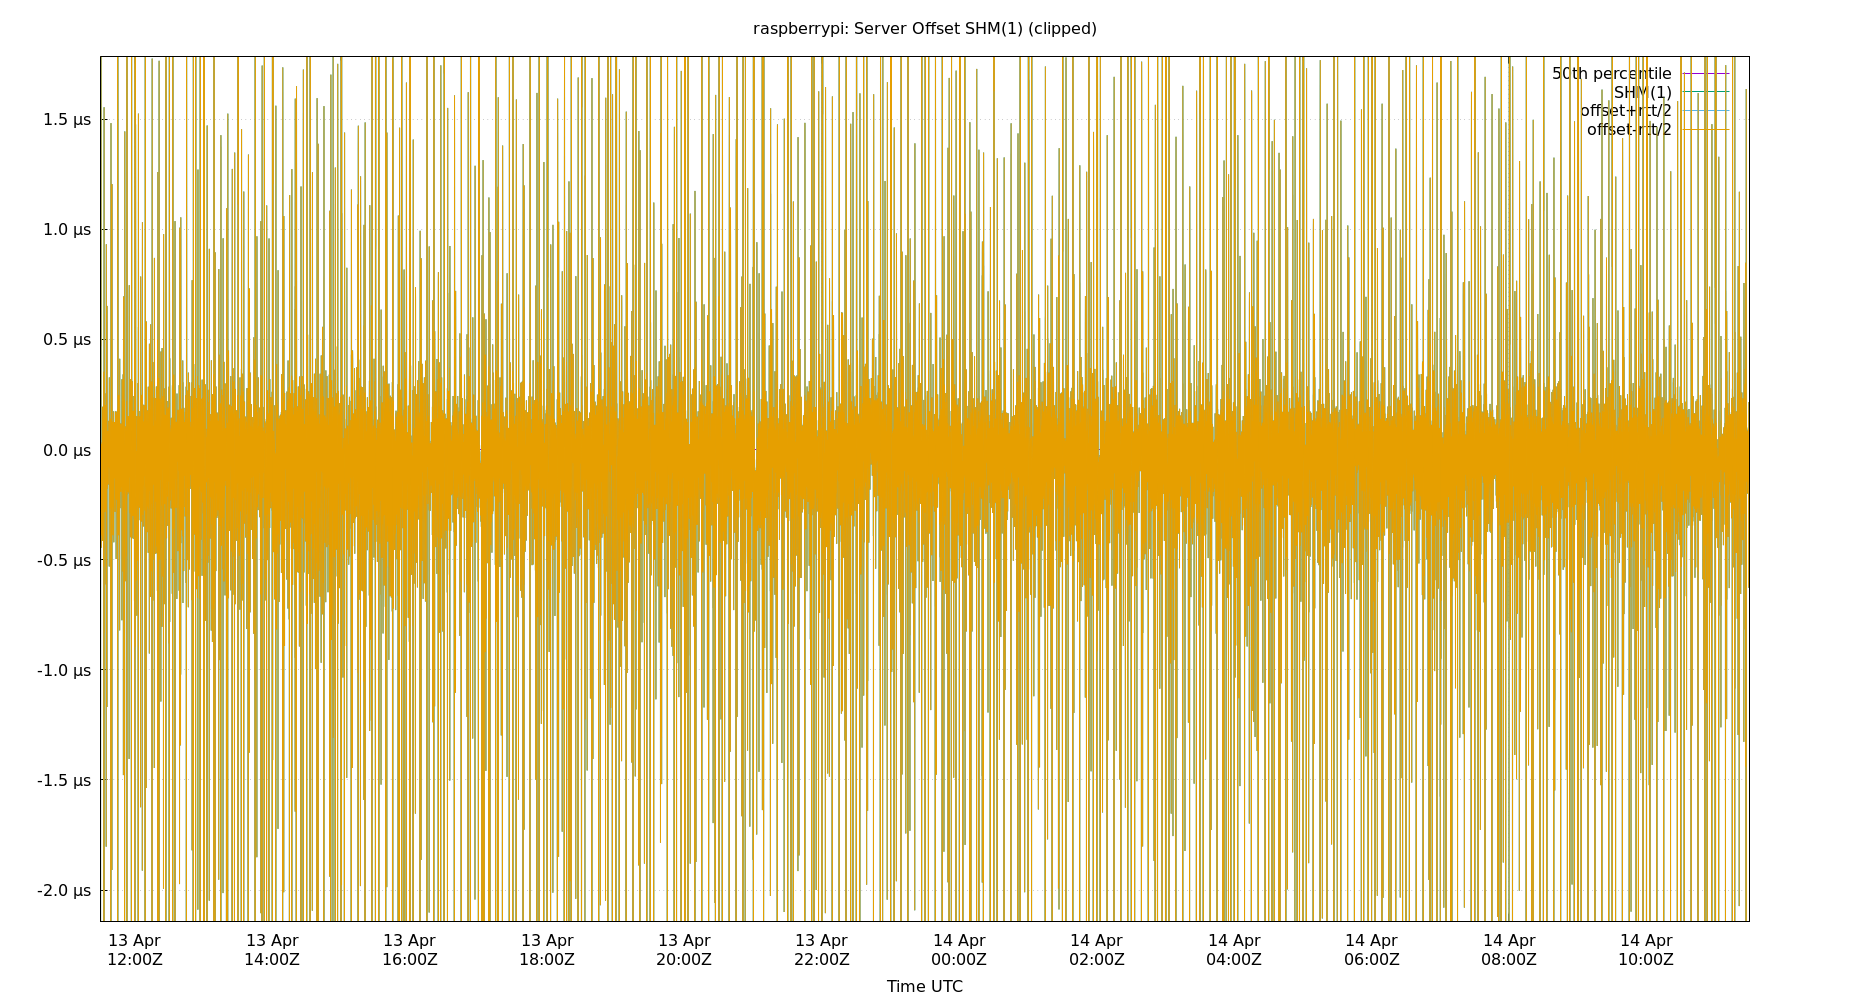 raspberrypi: Server Offset SHM(1) (clipped)
50th percentile
SHM(1)
offset+rtt/2
offset-rtt/2
1.5 µs
1.0 µs
0.5 µs
0.0 µs
-0.5 µs
-1.0 µs
-1.5 µs
-2.0 µs
13 Apr 13 Apr 13 Apr 13 Apr 13 Apr 13 Apr 14 Apr 14 Apr 14 Apr 14 Apr 14 Apr 14 Apr
12:00Z 14:00Z 16:00Z 18:00Z 20:00Z 22:00Z 00:00Z 02:00Z 04:00Z 06:00Z 08:00Z 10:00Z
Time UTC